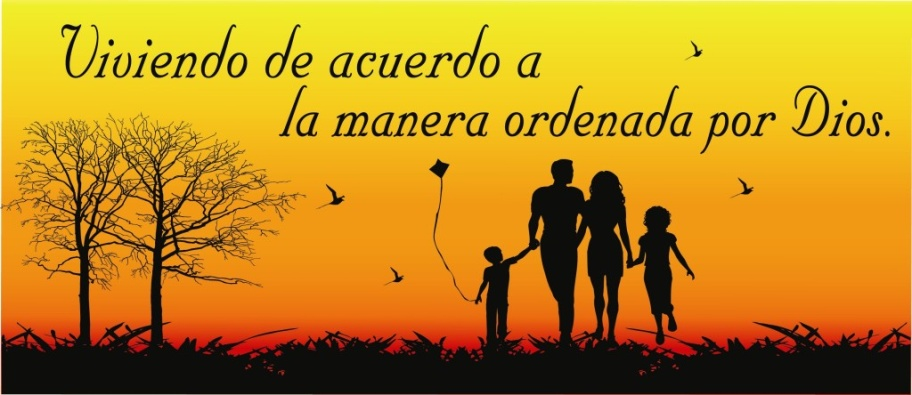 Viviendo de acuerdo a
la manera ordenada por Dios.